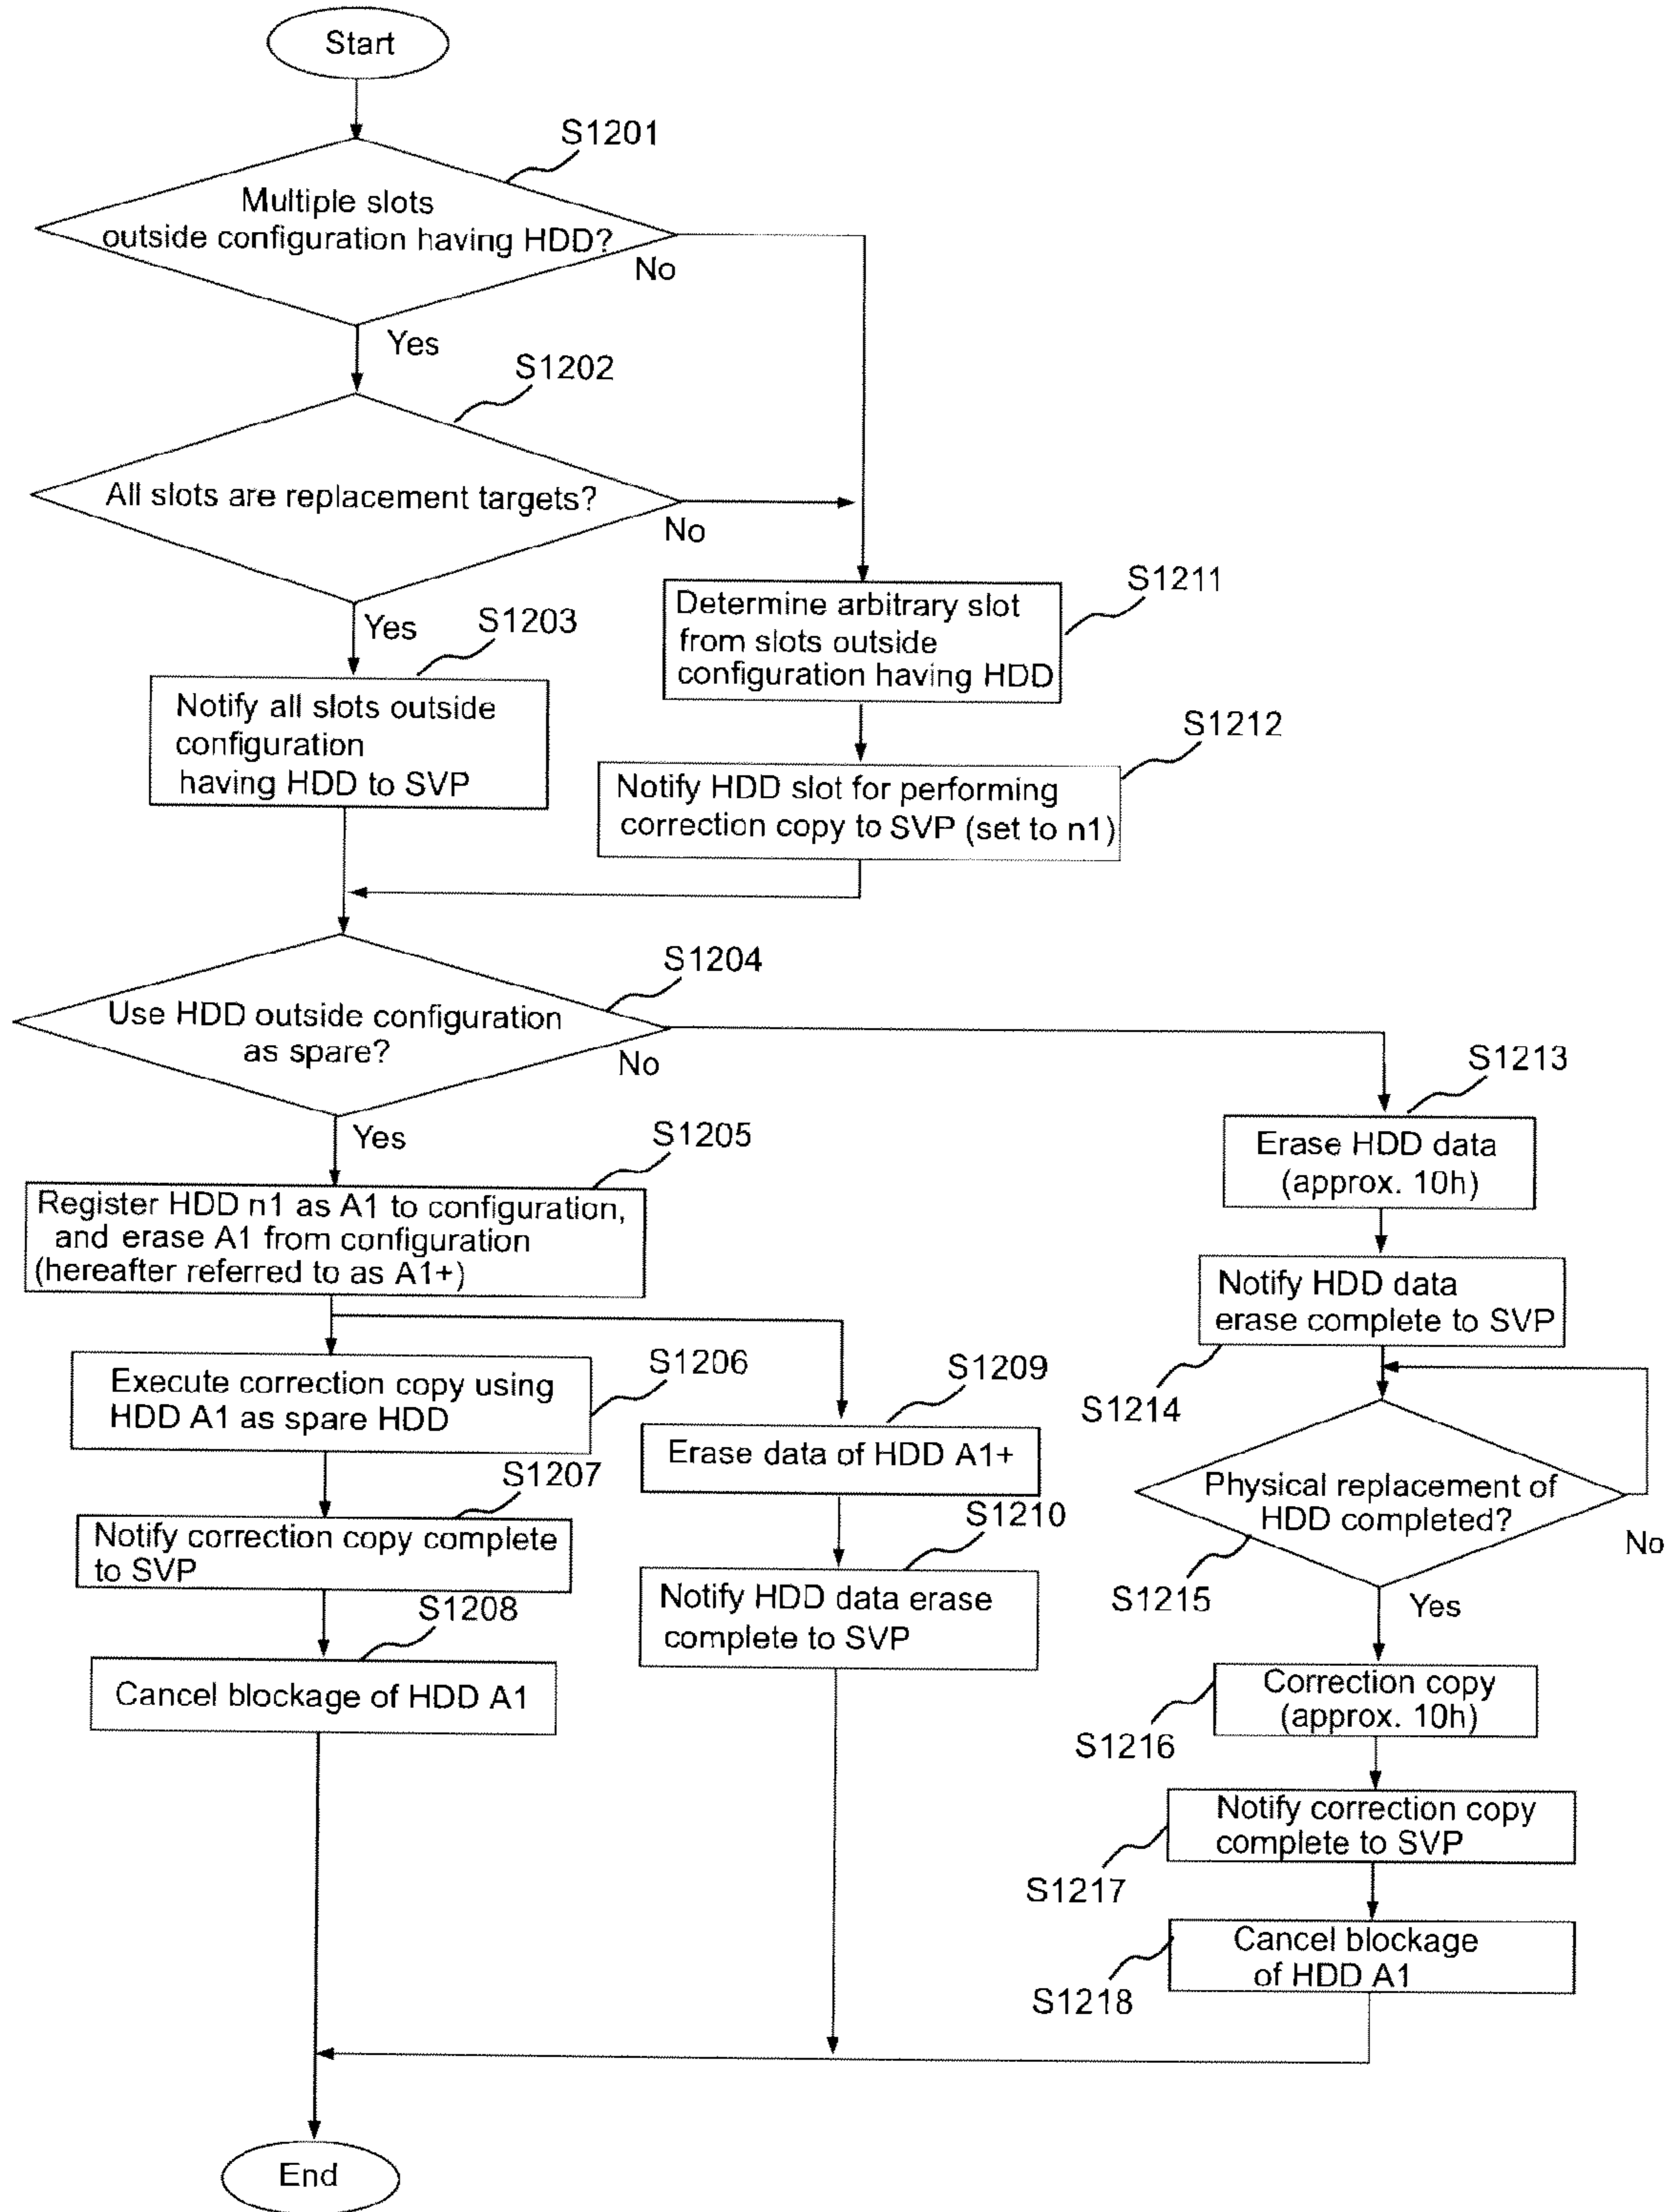 Start
S1201
Multiple slots
outside configuration having HDD?
No
Yes
S1202
All slots are replacement targets?
No
Yes
S1203
Notify all slots outside
configuration
having HDD to SVP
S1211
Determine arbitrary slot
from slots outside
configuration having HDD
S1212
Notify HDD slot for performing
correction copy to SVP (set to n1)
S1204
Use HDD outside configuration
as spare?
No
Yes
S1205
Register HDD n1 as A1 to configuration,
and erase A1 from configuration
(hereafter referred to as A1+)
S1206
Execute correction copy using
HDD A1 as spare HDD
S1207
Notify correction copy complete
to SVP
S1208
Cancel blockage of HDD A1
S1209
Erase data of HDD A1+
S1210
Notify HDD data erase
complete to SVP
S1213
Erase HDD data
(approx. 10h)
Notify HDD data
erase complete to SVP
S1214
Physical replacement of
HDD completed?
No
S1215
Yes
Correction copy
(approx. 10h)
S1216
Notify correction copy
complete to SVP
S1217
Cancel blockage
of HDD A1
S1218
End